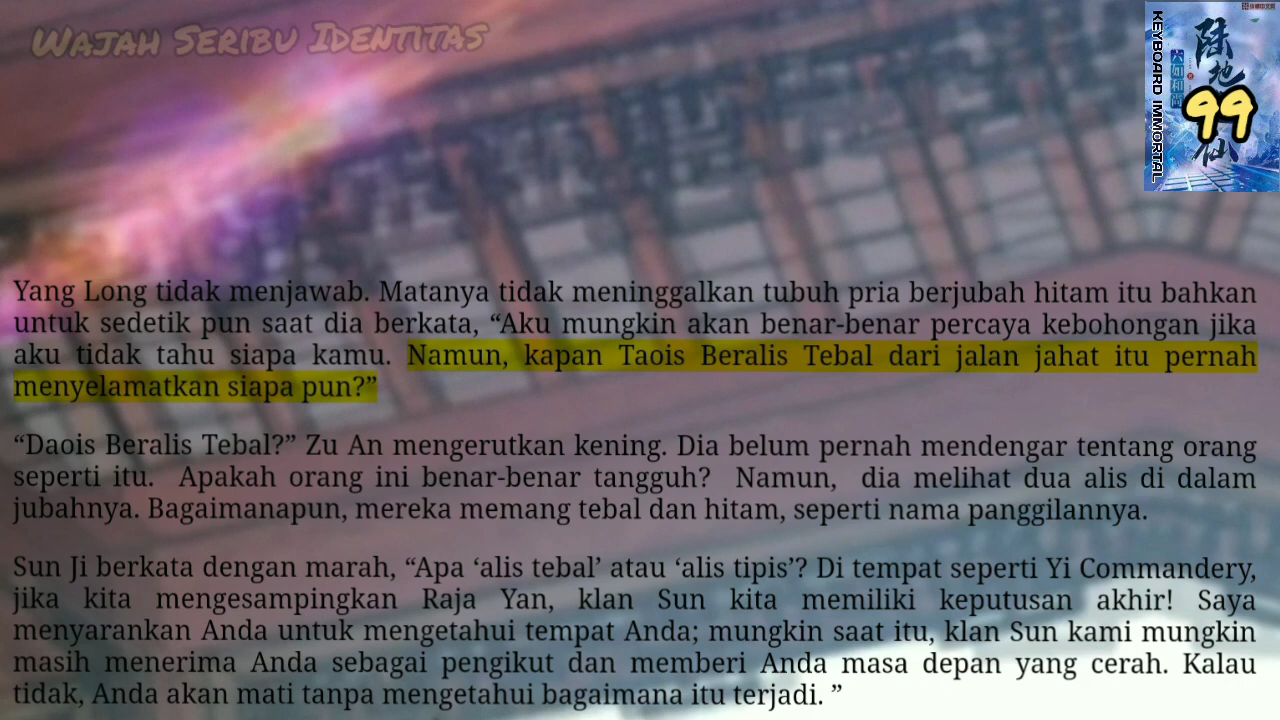 Wajah Seribu Identitas
KEYBOARD IMMORTAL
陆地
仙
六如和尚
99
Yang Long tidak menjawab. Matanya tidak meninggalkan tubuh pria berjubah hitam itu bahkan
untuk sedetik pun saat dia berkata, “Aku mungkin akan benar-benar percaya kebohongan jika
aku tidak tahu siapa kamu. Namun, kapan Taois Beralis Tebal dari jalan jahat itu pernah
menyelamatkan siapa pun?”
“Daois Beralis Tebal?” Zu An mengerutkan kening. Dia belum pernah mendengar tentang orang
seperti itu. Apakah orang ini benar-benar tangguh? Namun, dia melihat dua alis di dalam
jubahnya. Bagaimanapun, mereka memang tebal dan hitam, seperti nama panggilannya.
Sun Ji berkata dengan marah, “Apa ‘alis tebal’ atau ‘alis tipis’? Di tempat seperti Yi Commandery,
jika kita mengesampingkan Raja Yan, klan Sun kita memiliki keputusan akhir! Saya
menyarankan Anda untuk mengetahui tempat Anda; mungkin saat itu, klan Sun kami mungkin
masih menerima Anda sebagai pengikut dan memberi Anda masa depan yang cerah. Kalau
tidak, Anda akan mati tanpa mengetahui bagaimana itu terjadi. ”